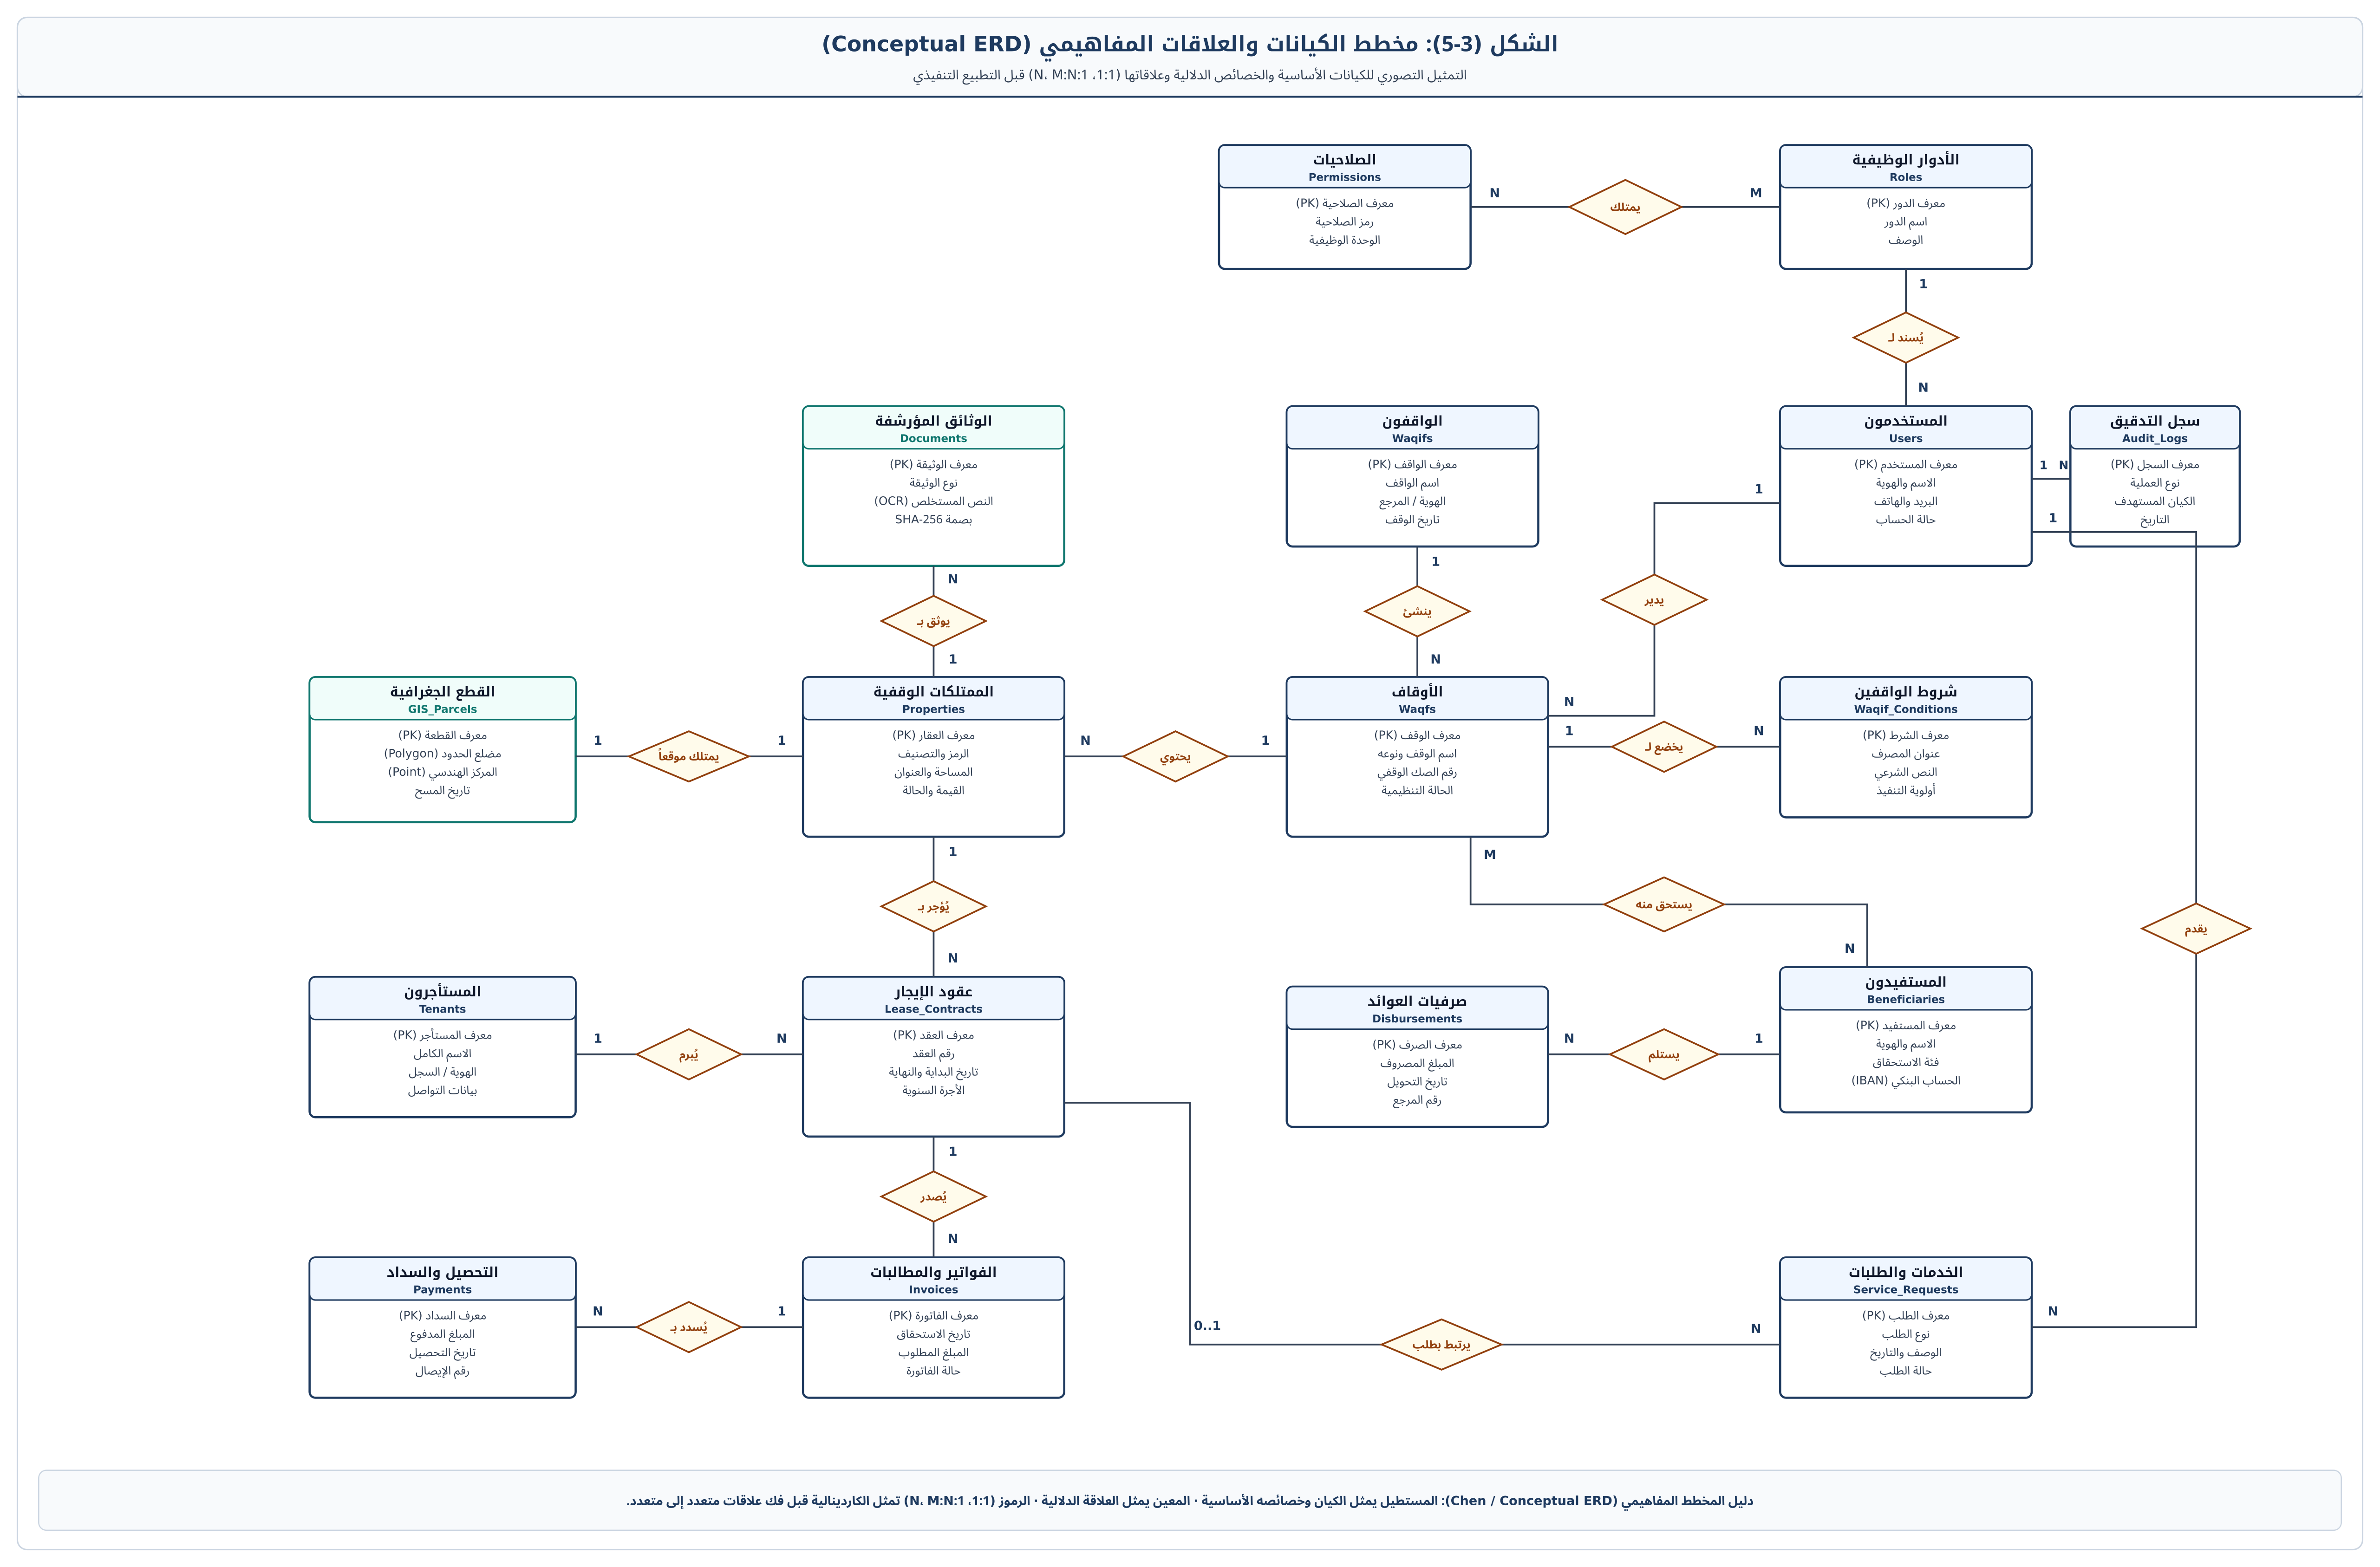 الشكل (3-5): مخطط الكيانات والعلاقات المفاهيمي (Conceptual ERD)
التمثيل التصوري للكيانات الأساسية والخصائص الدلالية وعلاقاتها (1:1، 1:N، M:N) قبل التطبيع التنفيذي
الأدوار الوظيفية
Roles
معرف الدور (PK)
اسم الدور
الوصف
M
يمتلك
N
الصلاحيات
Permissions
معرف الصلاحية (PK)
رمز الصلاحية
الوحدة الوظيفية
1
يُسند لـ
N
سجل التدقيق
Audit_Logs
معرف السجل (PK)
نوع العملية
الكيان المستهدف
التاريخ
1 N
1
المستخدمون
Users
معرف المستخدم (PK)
الاسم والهوية
البريد والهاتف
حالة الحساب
1
يدير
N
الواقفون
Waqifs
معرف الواقف (PK)
اسم الواقف
الهوية / المرجع
تاريخ الوقف
1
ينشئ
N
الوثائق المؤرشفة
Documents
معرف الوثيقة (PK)
نوع الوثيقة
النص المستخلص (OCR)
بصمة SHA-256
N
يوثق بـ
1
شروط الواقفين
Waqif_Conditions
معرف الشرط (PK)
عنوان المصرف
النص الشرعي
أولوية التنفيذ
N
يخضع لـ
1
الأوقاف
Waqfs
معرف الوقف (PK)
اسم الوقف ونوعه
رقم الصك الوقفي
الحالة التنظيمية
1
يحتوي
N
الممتلكات الوقفية
Properties
معرف العقار (PK)
الرمز والتصنيف
المساحة والعنوان
القيمة والحالة
1
يمتلك موقعاً
1
القطع الجغرافية
GIS_Parcels
معرف القطعة (PK)
مضلع الحدود (Polygon)
المركز الهندسي (Point)
تاريخ المسح
M
يستحق منه
N
1
يُؤجر بـ
N
يقدم
المستفيدون
Beneficiaries
معرف المستفيد (PK)
الاسم والهوية
فئة الاستحقاق
الحساب البنكي (IBAN)
1
يستلم
N
صرفيات العوائد
Disbursements
معرف الصرف (PK)
المبلغ المصروف
تاريخ التحويل
رقم المرجع
عقود الإيجار
Lease_Contracts
معرف العقد (PK)
رقم العقد
تاريخ البداية والنهاية
الأجرة السنوية
N
يُبرم
1
المستأجرون
Tenants
معرف المستأجر (PK)
الاسم الكامل
الهوية / السجل
بيانات التواصل
1
يُصدر
N
N
الخدمات والطلبات
Service_Requests
معرف الطلب (PK)
نوع الطلب
الوصف والتاريخ
حالة الطلب
N
يرتبط بطلب
0..1
الفواتير والمطالبات
Invoices
معرف الفاتورة (PK)
تاريخ الاستحقاق
المبلغ المطلوب
حالة الفاتورة
1
يُسدد بـ
N
التحصيل والسداد
Payments
معرف السداد (PK)
المبلغ المدفوع
تاريخ التحصيل
رقم الإيصال
دليل المخطط المفاهيمي (Chen / Conceptual ERD): المستطيل يمثل الكيان وخصائصه الأساسية · المعين يمثل العلاقة الدلالية · الرموز (1:1، 1:N، M:N) تمثل الكاردينالية قبل فك علاقات متعدد إلى متعدد.